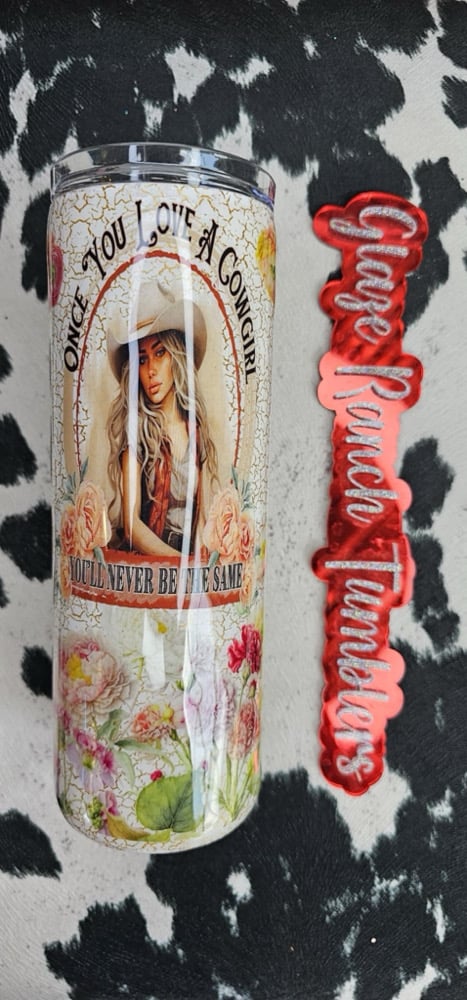 Once You Love A Cowgirl
YOU'LL NEVER BE THE SAME
Glaze Ranch Tumblers